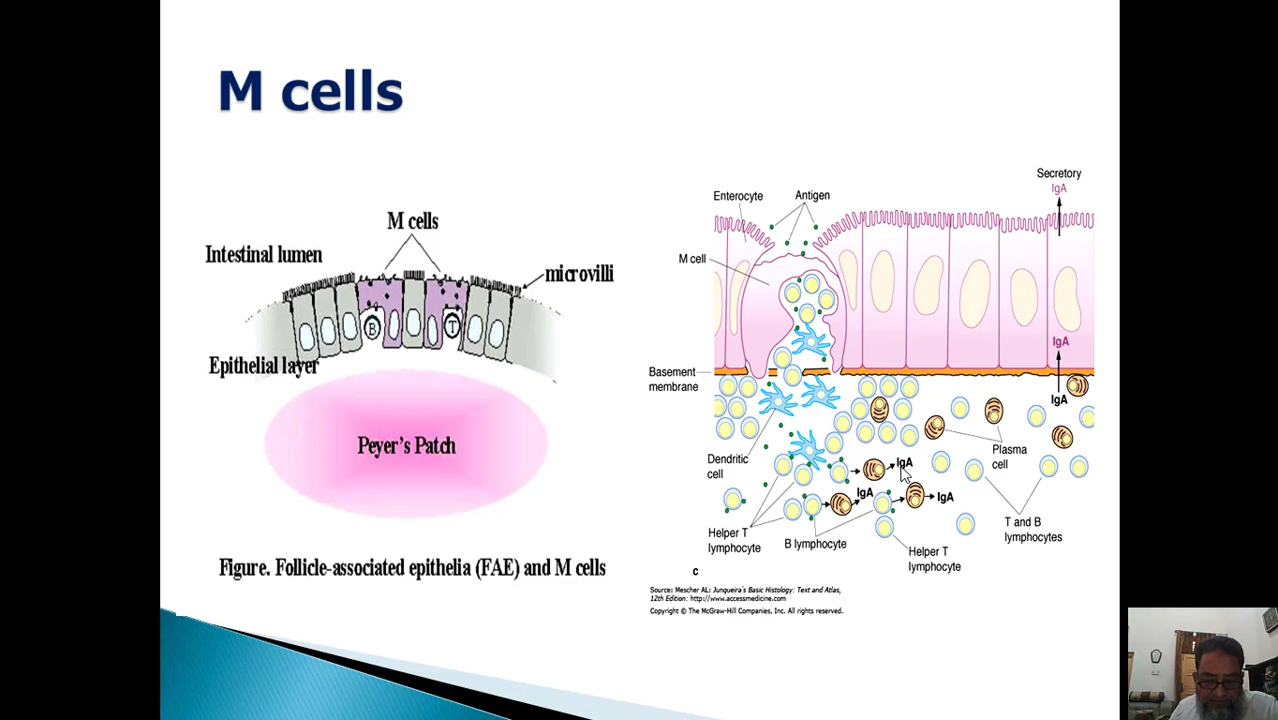 M cells
M cells
Intestinal lumen
microvilli
B
T
Epithelial layer
Peyer's Patch
Figure. Follicle-associated epithelia (FAE) and M cells
Secretory
IgA
Enterocyte
Antigen
M cell
IgA
Basement
membrane
IgA
Dendritic
cell
IgA
Plasma
cell
IgA
IgA
Helper T
lymphocyte
B lymphocyte
Helper T
lymphocyte
T and B
lymphocytes
c
Source: Mescher AL: Junqueira's Basic Histology: Text and Atlas,
12th Edition: http://www.accessmedicine.com
Copyright © The McGraw-Hill Companies, Inc. All rights reserved.